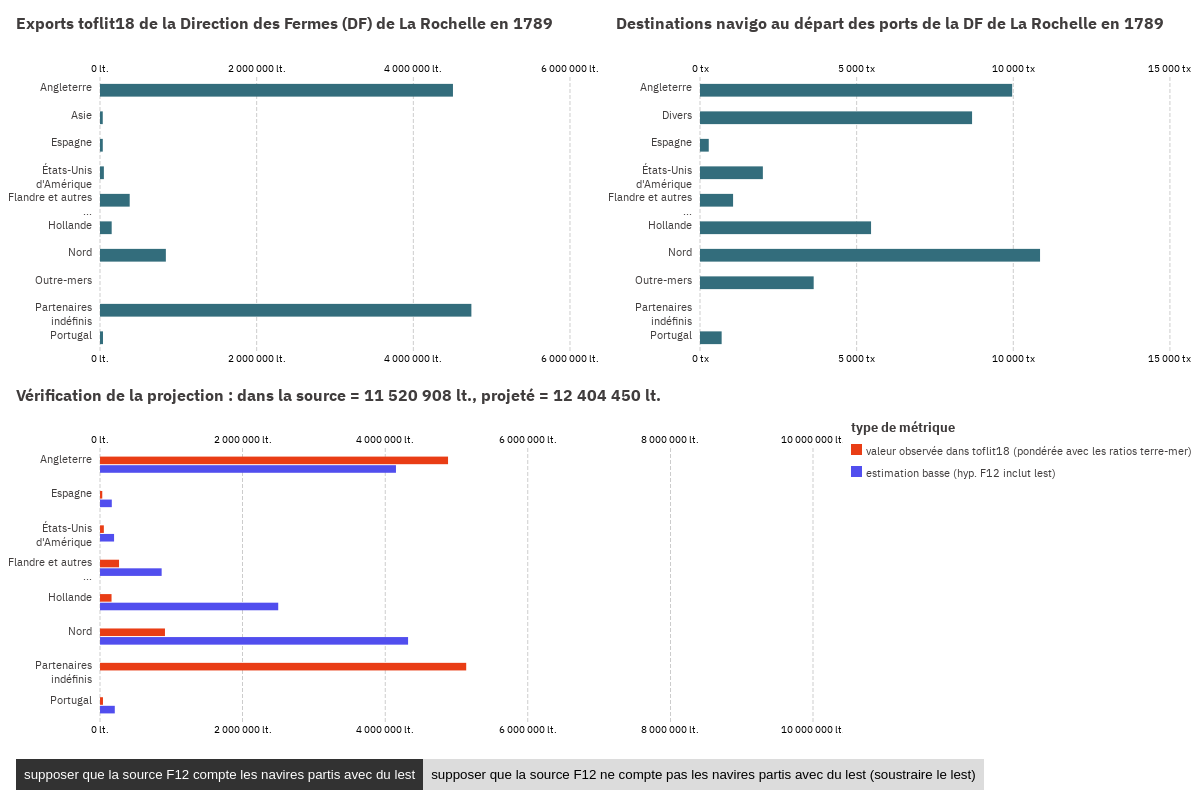 Exports toflit18 de la Direction des Fermes (DF) de La Rochelle en 1789
0 lt. 2 000 000 lt. 4 000 000 lt. 6 000 000 lt.
Angleterre
Asie
Espagne
États-Unis
d'Amérique
Flandre et autres
...
Hollande
Nord
Outre-mers
Partenaires
indéfinis
Portugal
0 lt. 2 000 000 lt. 4 000 000 lt. 6 000 000 lt.
Destinations navigo au départ des ports de la DF de La Rochelle en 1789
0 tx 5 000 tx 10 000 tx 15 000 tx
Angleterre
Divers
Espagne
États-Unis
d'Amérique
Flandre et autres
...
Hollande
Nord
Outre-mers
Partenaires
indéfinis
Portugal
0 tx 5 000 tx 10 000 tx 15 000 tx
Vérification de la projection : dans la source = 11 520 908 lt., projeté = 12 404 450 lt.
0 lt. 2 000 000 lt. 4 000 000 lt. 6 000 000 lt. 8 000 000 lt. 10 000 000 lt
Angleterre
Espagne
États-Unis
d'Amérique
Flandre et autres
...
Hollande
Nord
Partenaires
indéfinis
Portugal
0 lt. 2 000 000 lt. 4 000 000 lt. 6 000 000 lt. 8 000 000 lt. 10 000 000 lt
type de métrique
valeur observée dans toflit18 (pondérée avec les ratios terre-mer)
estimation basse (hyp. F12 inclut lest)
supposer que la source F12 compte les navires partis avec du lest
supposer que la source F12 ne compte pas les navires partis avec du lest (soustraire le lest)